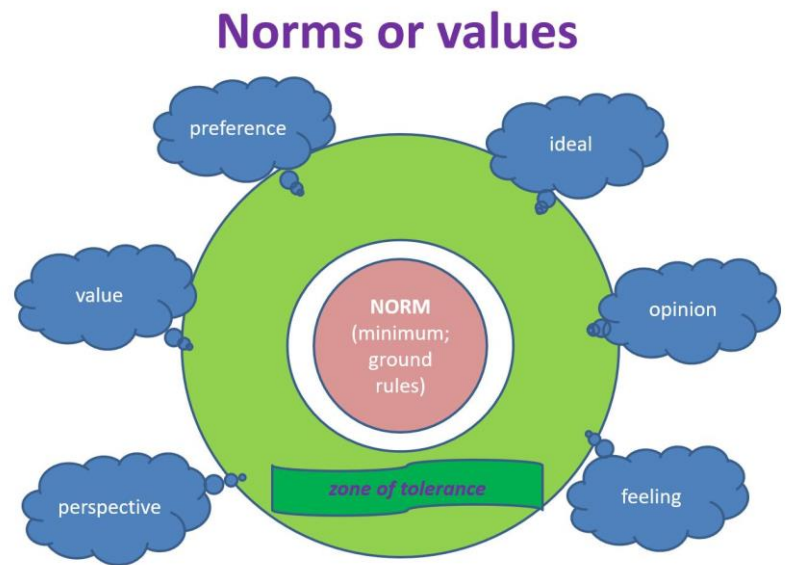 Norms or values
preference
ideal
value
NORM
(minimum;
ground
rules)
opinion
perspective
zone of tolerance
feeling